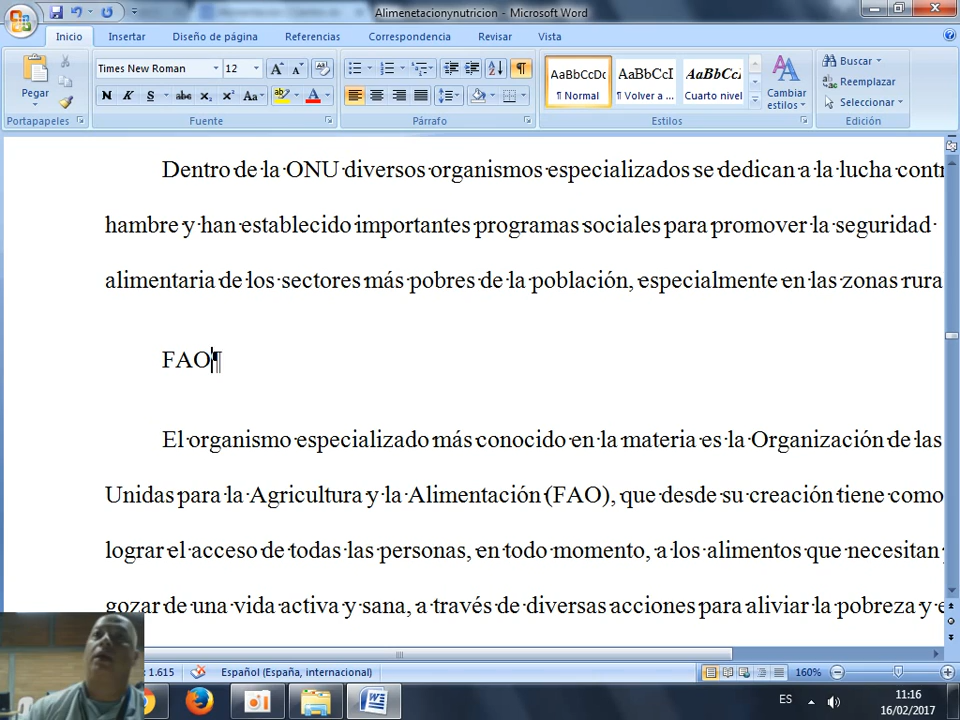 Alimenetacionynutricion - Microsoft Word
Inicio Insertar Diseño de página Referencias Correspondencia Revisar Vista
Times New Roman 12
Buscar
Reemplazar
Seleccionar
Pegar
N K S abc x₂ x² Aa
AaBbCcDc AaBbCcI AaBbCc
¶ Normal ¶ Volver a ... Cuarto nivel
Cambiar estilos
Portapapeles Fuente Párrafo Estilos Edición
Dentro de la ONU diversos organismos especializados se dedican a la lucha contr
hambre y han establecido importantes programas sociales para promover la seguridad
alimentaria de los sectores más pobres de la población, especialmente en las zonas rura
FAO¶
El organismo especializado más conocido en la materia es la Organización de las
Unidas para la Agricultura y la Alimentación (FAO), que desde su creación tiene como
lograr el acceso de todas las personas, en todo momento, a los alimentos que necesitan
gozar de una vida activa y sana, a través de diversas acciones para aliviar la pobreza y e
: 1.615 Español (España, internacional) 160%
ES 11:16
16/02/2017